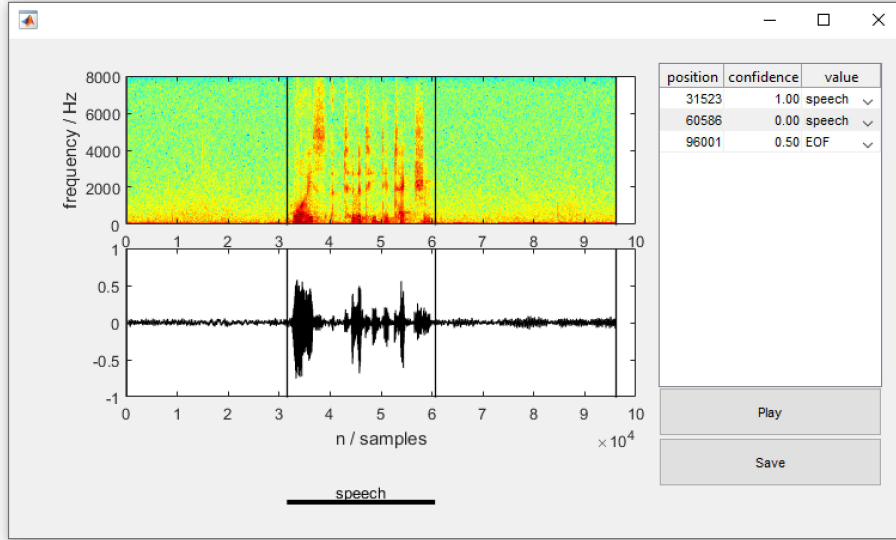 8000
6000
4000
2000
0
frequency / Hz
0 1 2 3 4 5 6 7 8 9 10
1
0.5
0
-0.5
-1
0 1 2 3 4 5 6 7 8 9 10
n / samples
×10^4
speech
position confidence value
31523 1.00 speech
60586 0.00 speech
96001 0.50 EOF
Play
Save